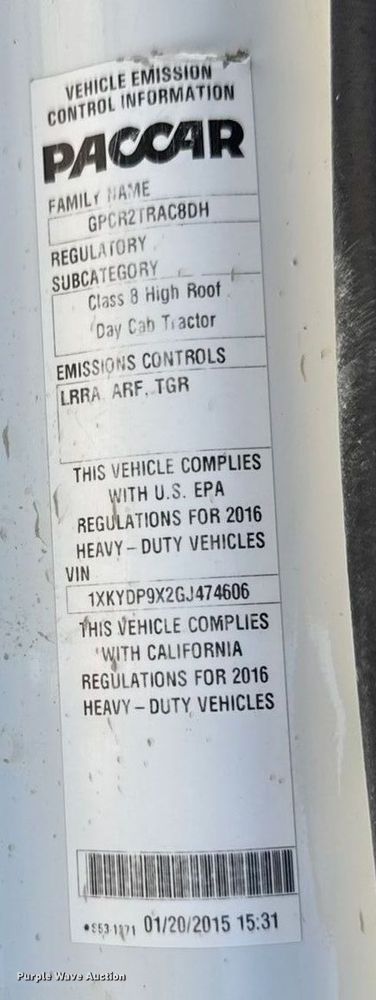 VEHICLE EMISSION
CONTROL INFORMATION
PACCAR
FAMILY NAME
GPCR2TRAC8DH
REGULATORY
SUBCATEGORY
Class 8 High Roof
Day Cab Tractor
EMISSIONS CONTROLS
LRRA, ARF, TGR
THIS VEHICLE COMPLIES
WITH U.S. EPA
REGULATIONS FOR 2016
HEAVY-DUTY VEHICLES
VIN
1XKYDP9X2GJ474606
THIS VEHICLE COMPLIES
WITH CALIFORNIA
REGULATIONS FOR 2016
HEAVY-DUTY VEHICLES
01/20/2015 15:31
Purple Wave Auction